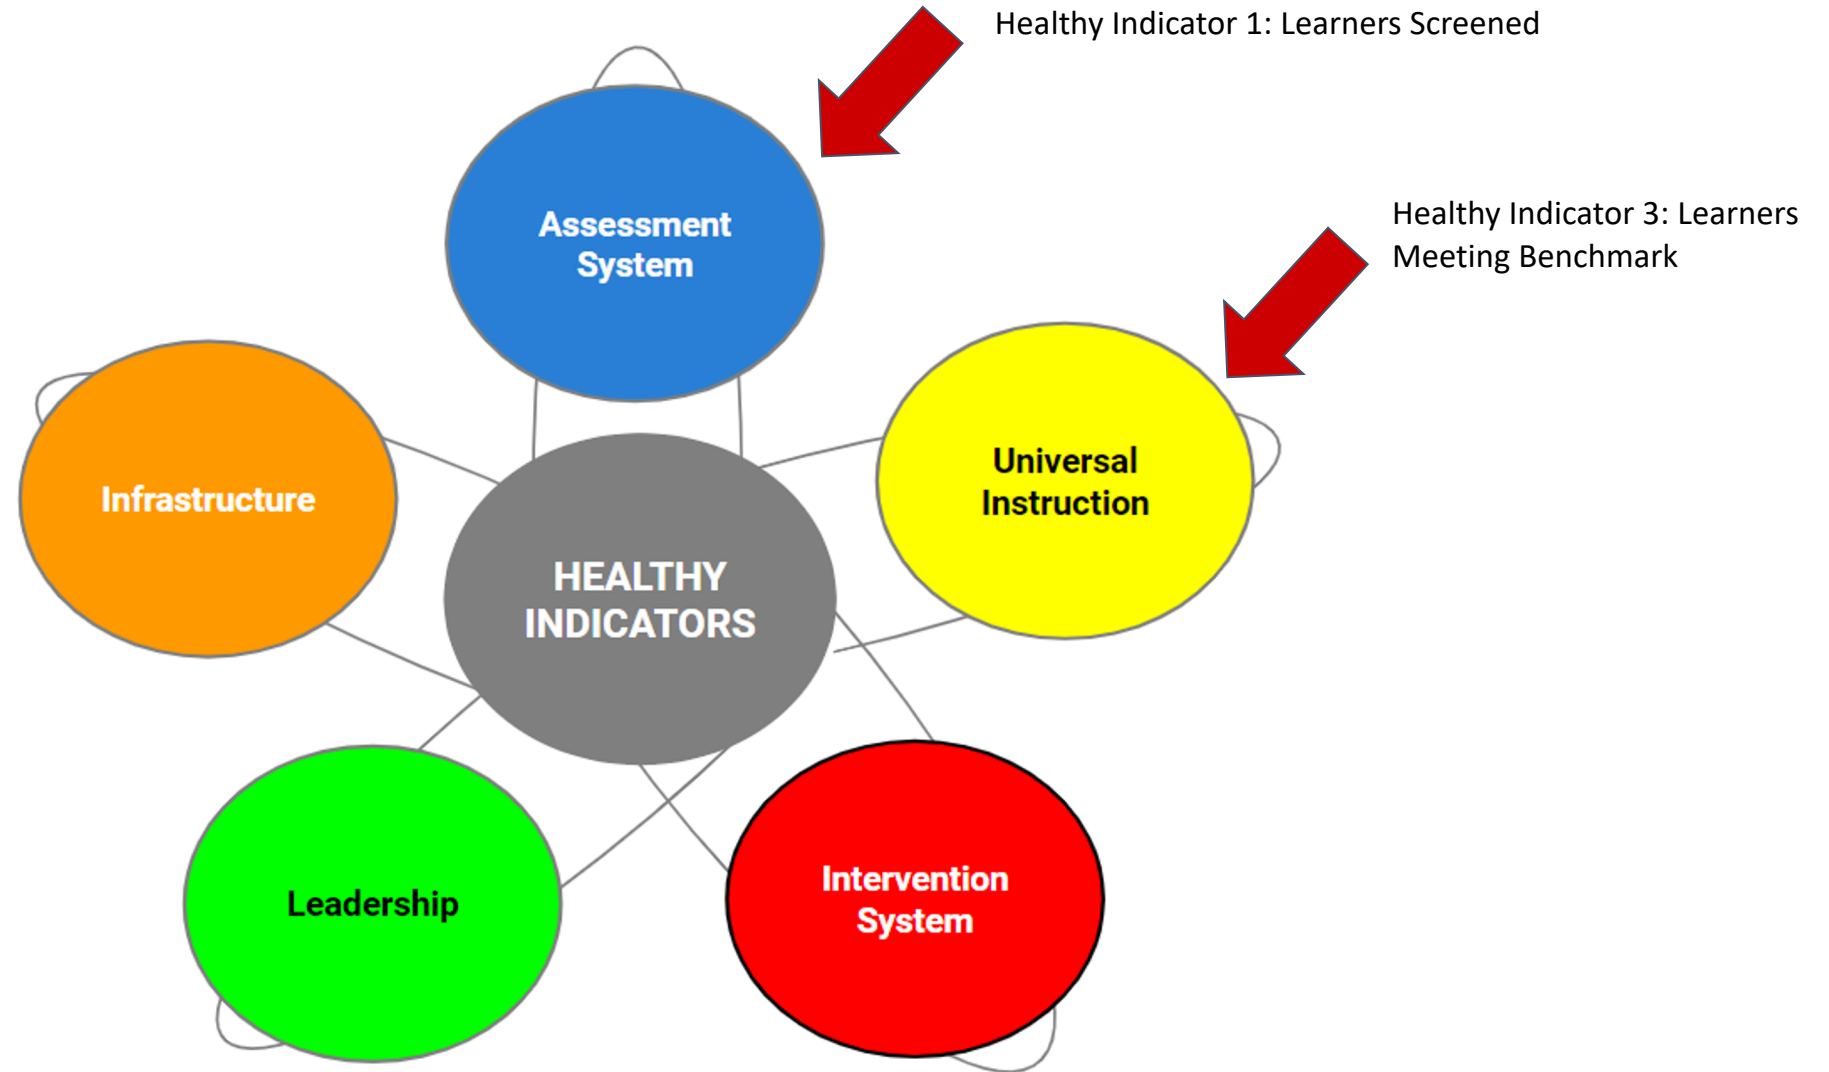 Healthy Indicator 1: Learners Screened
Healthy Indicator 3: Learners
Meeting Benchmark
Assessment
System
Universal
Instruction
Infrastructure
HEALTHY
INDICATORS
Leadership
Intervention
System